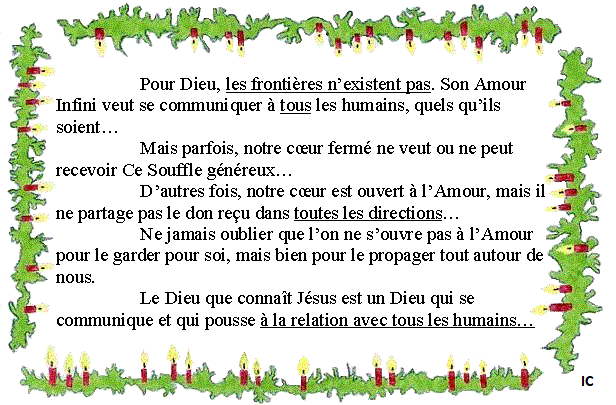 Pour Dieu, les frontières n'existent pas. Son Amour
Infini veut se communiquer à tous les humains, quels qu'ils
soient…
Mais parfois, notre cœur fermé ne veut ou ne peut
recevoir Ce Souffle généreux…
D'autres fois, notre cœur est ouvert à l'Amour, mais il
ne partage pas le don reçu dans toutes les directions…
Ne jamais oublier que l'on ne s'ouvre pas à l'Amour
pour le garder pour soi, mais bien pour le propager tout autour de
nous.
Le Dieu que connaît Jésus est un Dieu qui se
communique et qui pousse à la relation avec tous les humains…
IC